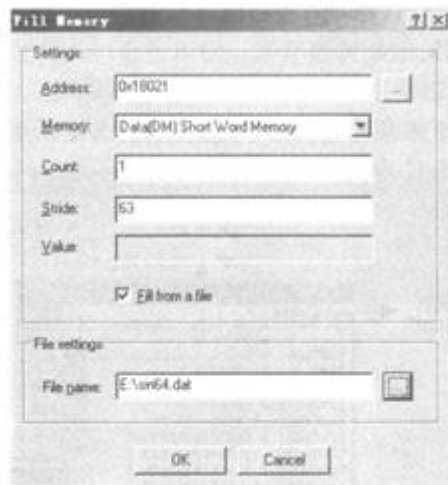 Fill Memory
Settings
Address: 0x18021
Memory: Data(DM) Short Word Memory
Count: 1
Stride: 63
Value:
Fill from a file
File settings
File name: E:\sin64.dat
OK Cancel